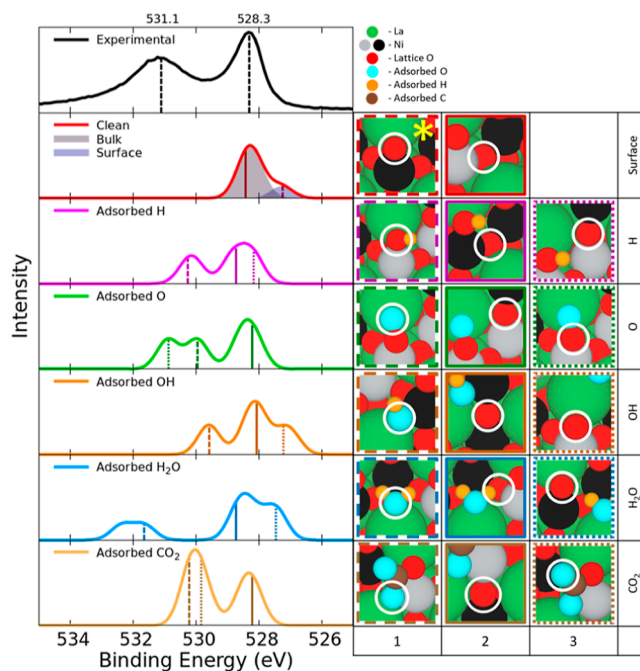 531.1 528.3
Experimental
- La
- Ni
- Lattice O
- Adsorbed O
- Adsorbed H
- Adsorbed C
Clean
Bulk
Surface
*
Surface
Adsorbed H
H
Adsorbed O
O
Adsorbed OH
OH
Adsorbed H₂O
H₂O
Adsorbed CO₂
CO₂
Intensity
534 532 530 528 526
Binding Energy (eV)
1 2 3